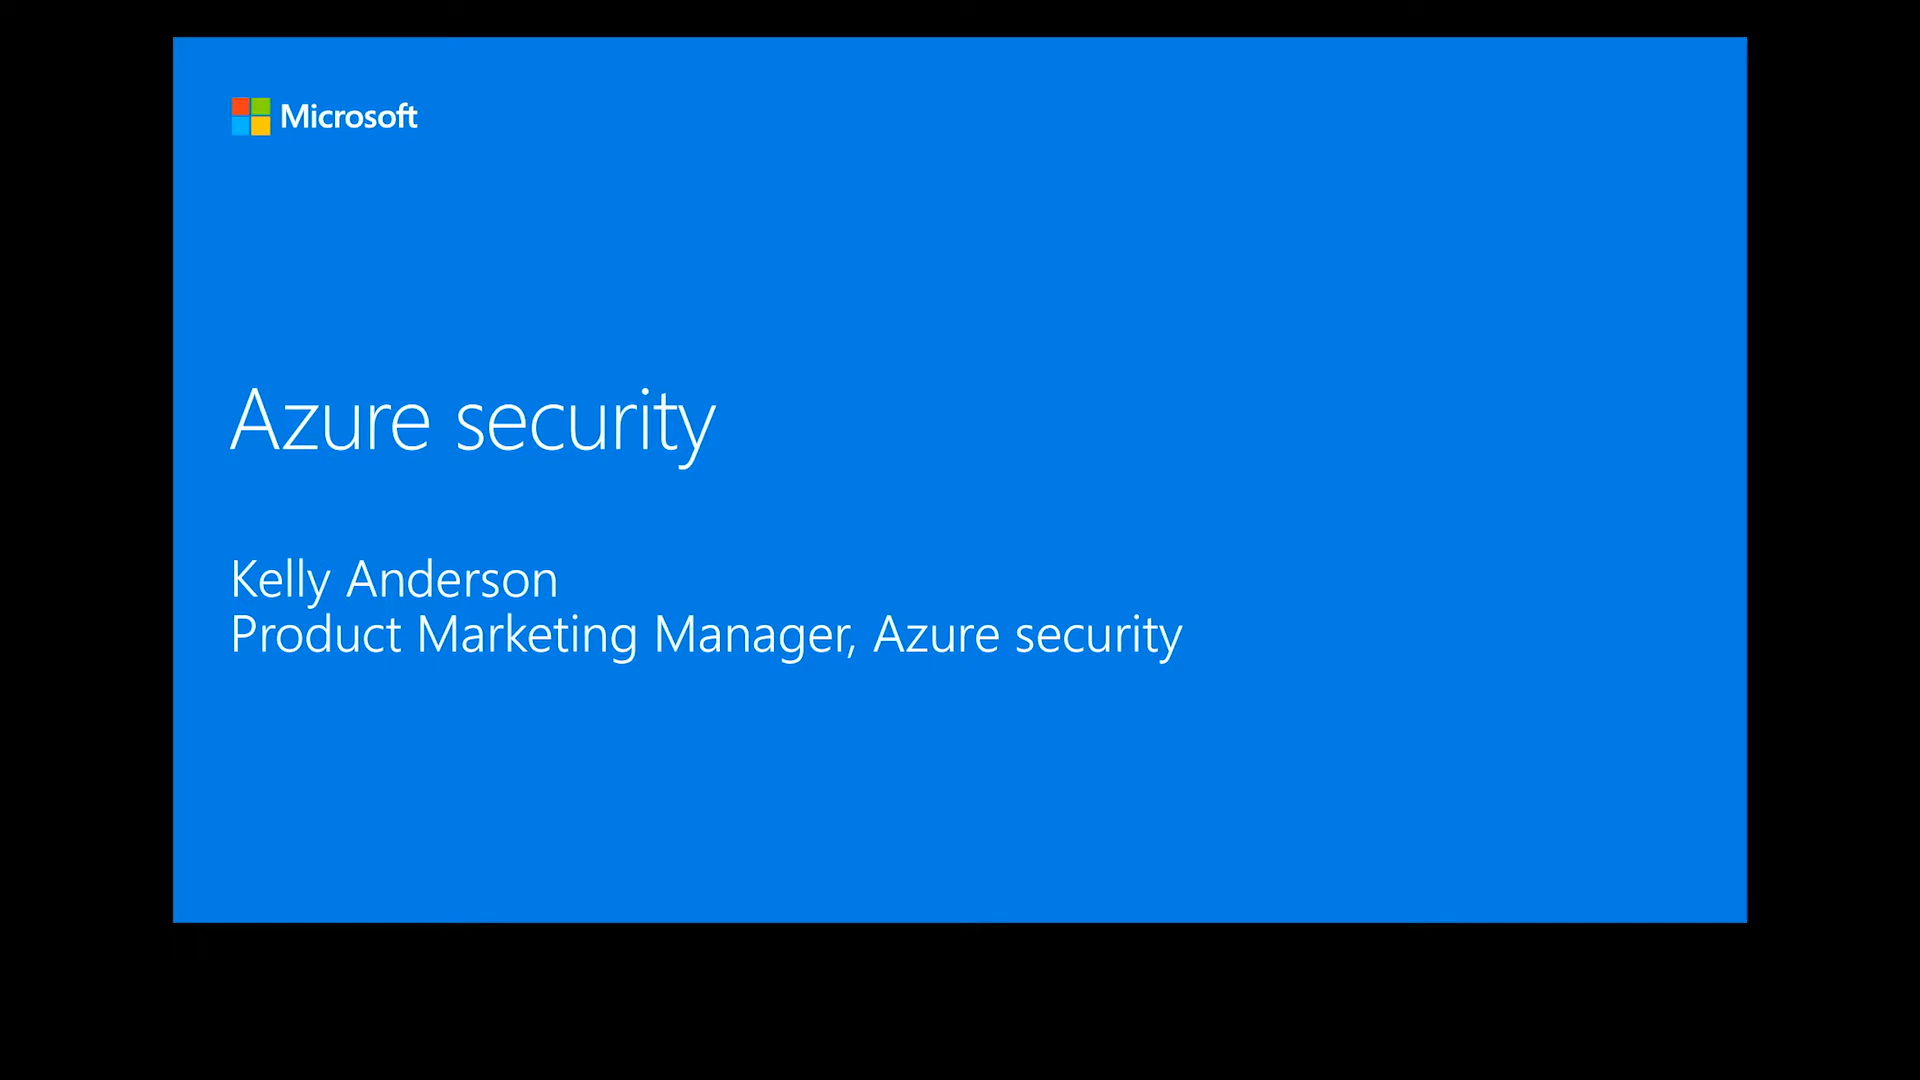 Microsoft
Azure security
Kelly Anderson
Product Marketing Manager, Azure security